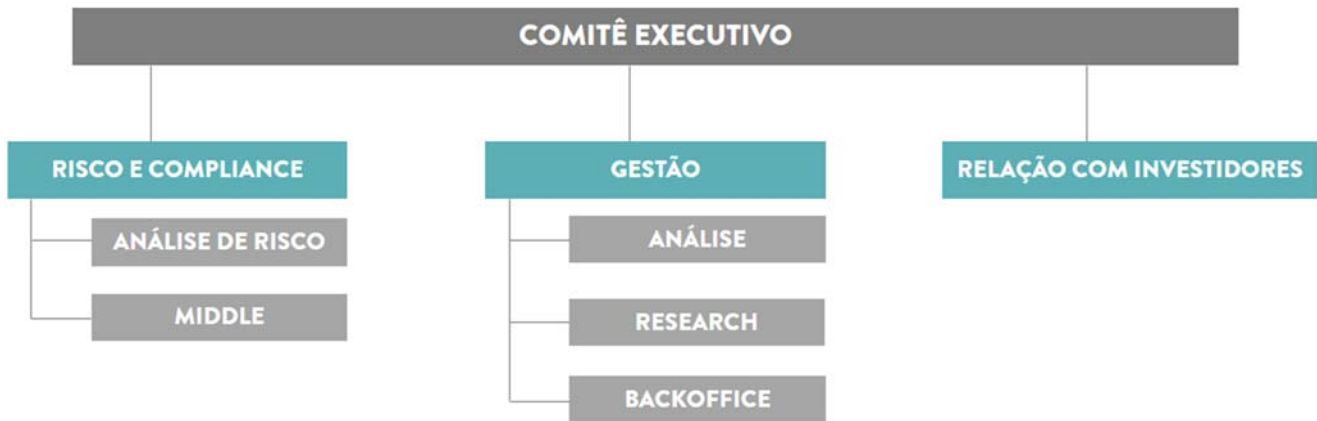 COMITÊ EXECUTIVO
RISCO E COMPLIANCE
ANÁLISE DE RISCO
MIDDLE
GESTÃO
ANÁLISE
RESEARCH
BACKOFFICE
RELAÇÃO COM INVESTIDORES